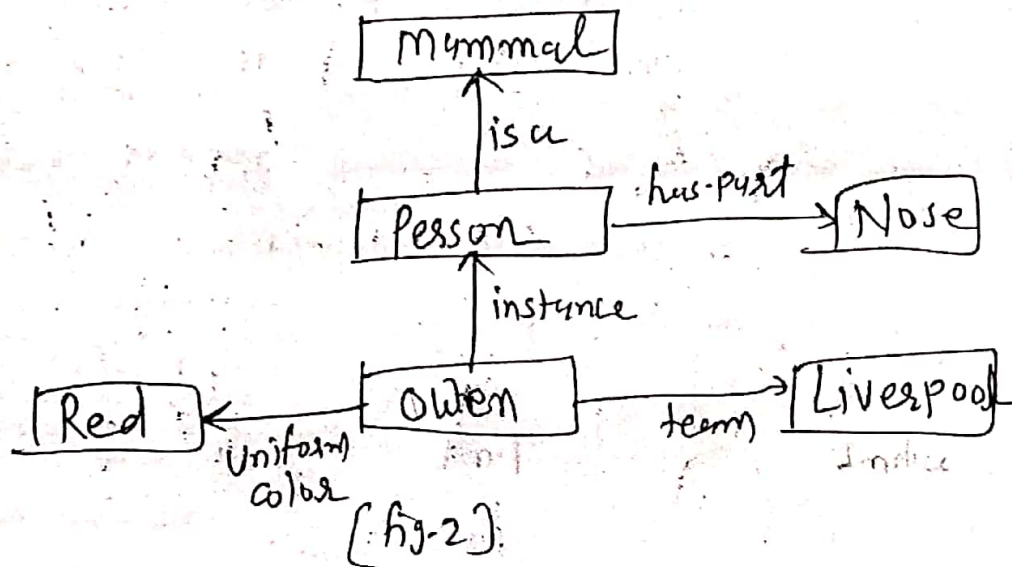 Mammal
is a
Person
has-part
Nose
instance
Red
Owen
Liverpool
uniform
color
team
[fig-2]